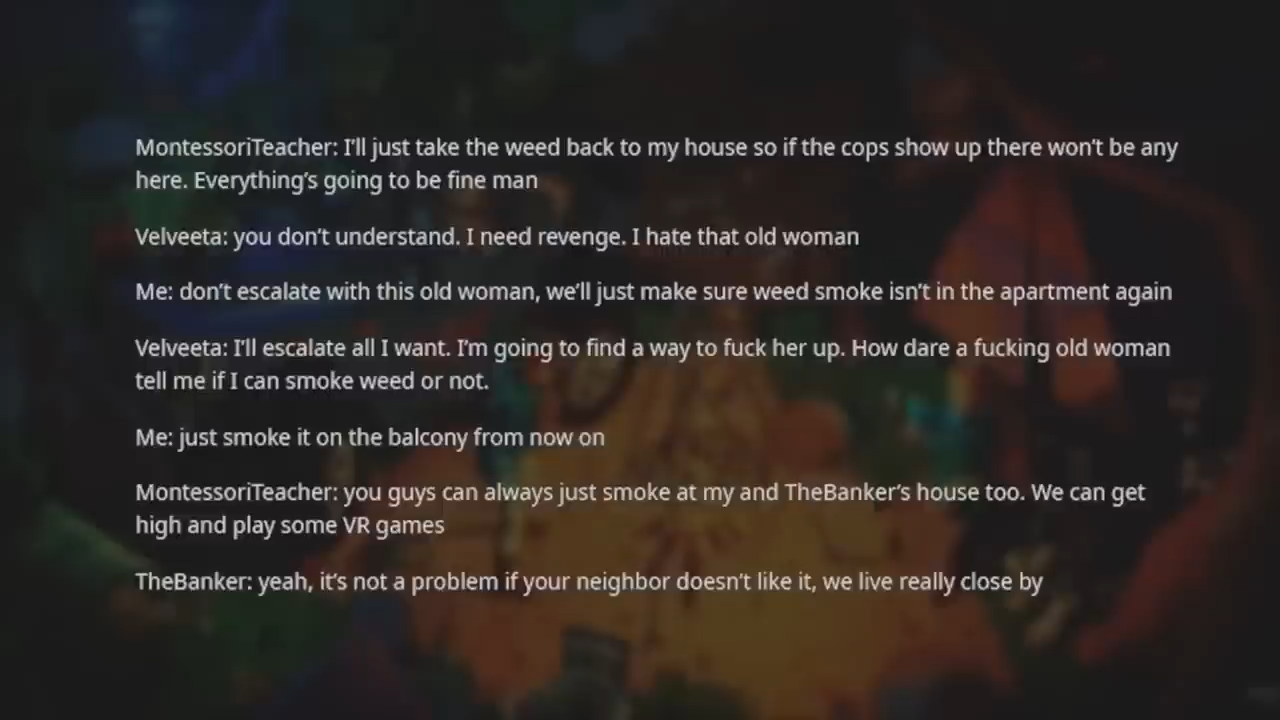 MontessoriTeacher: I'll just take the weed back to my house so if the cops show up there won't be any
here. Everything's going to be fine man
Velveeta: you don't understand. I need revenge. I hate that old woman
Me: don't escalate with this old woman, we'll just make sure weed smoke isn't in the apartment again
Velveeta: I'll escalate all I want. I'm going to find a way to fuck her up. How dare a fucking old woman
tell me if I can smoke weed or not.
Me: just smoke it on the balcony from now on
MontessoriTeacher: you guys can always just smoke at my and TheBanker's house too. We can get
high and play some VR games
TheBanker: yeah, it's not a problem if your neighbor doesn't like it, we live really close by